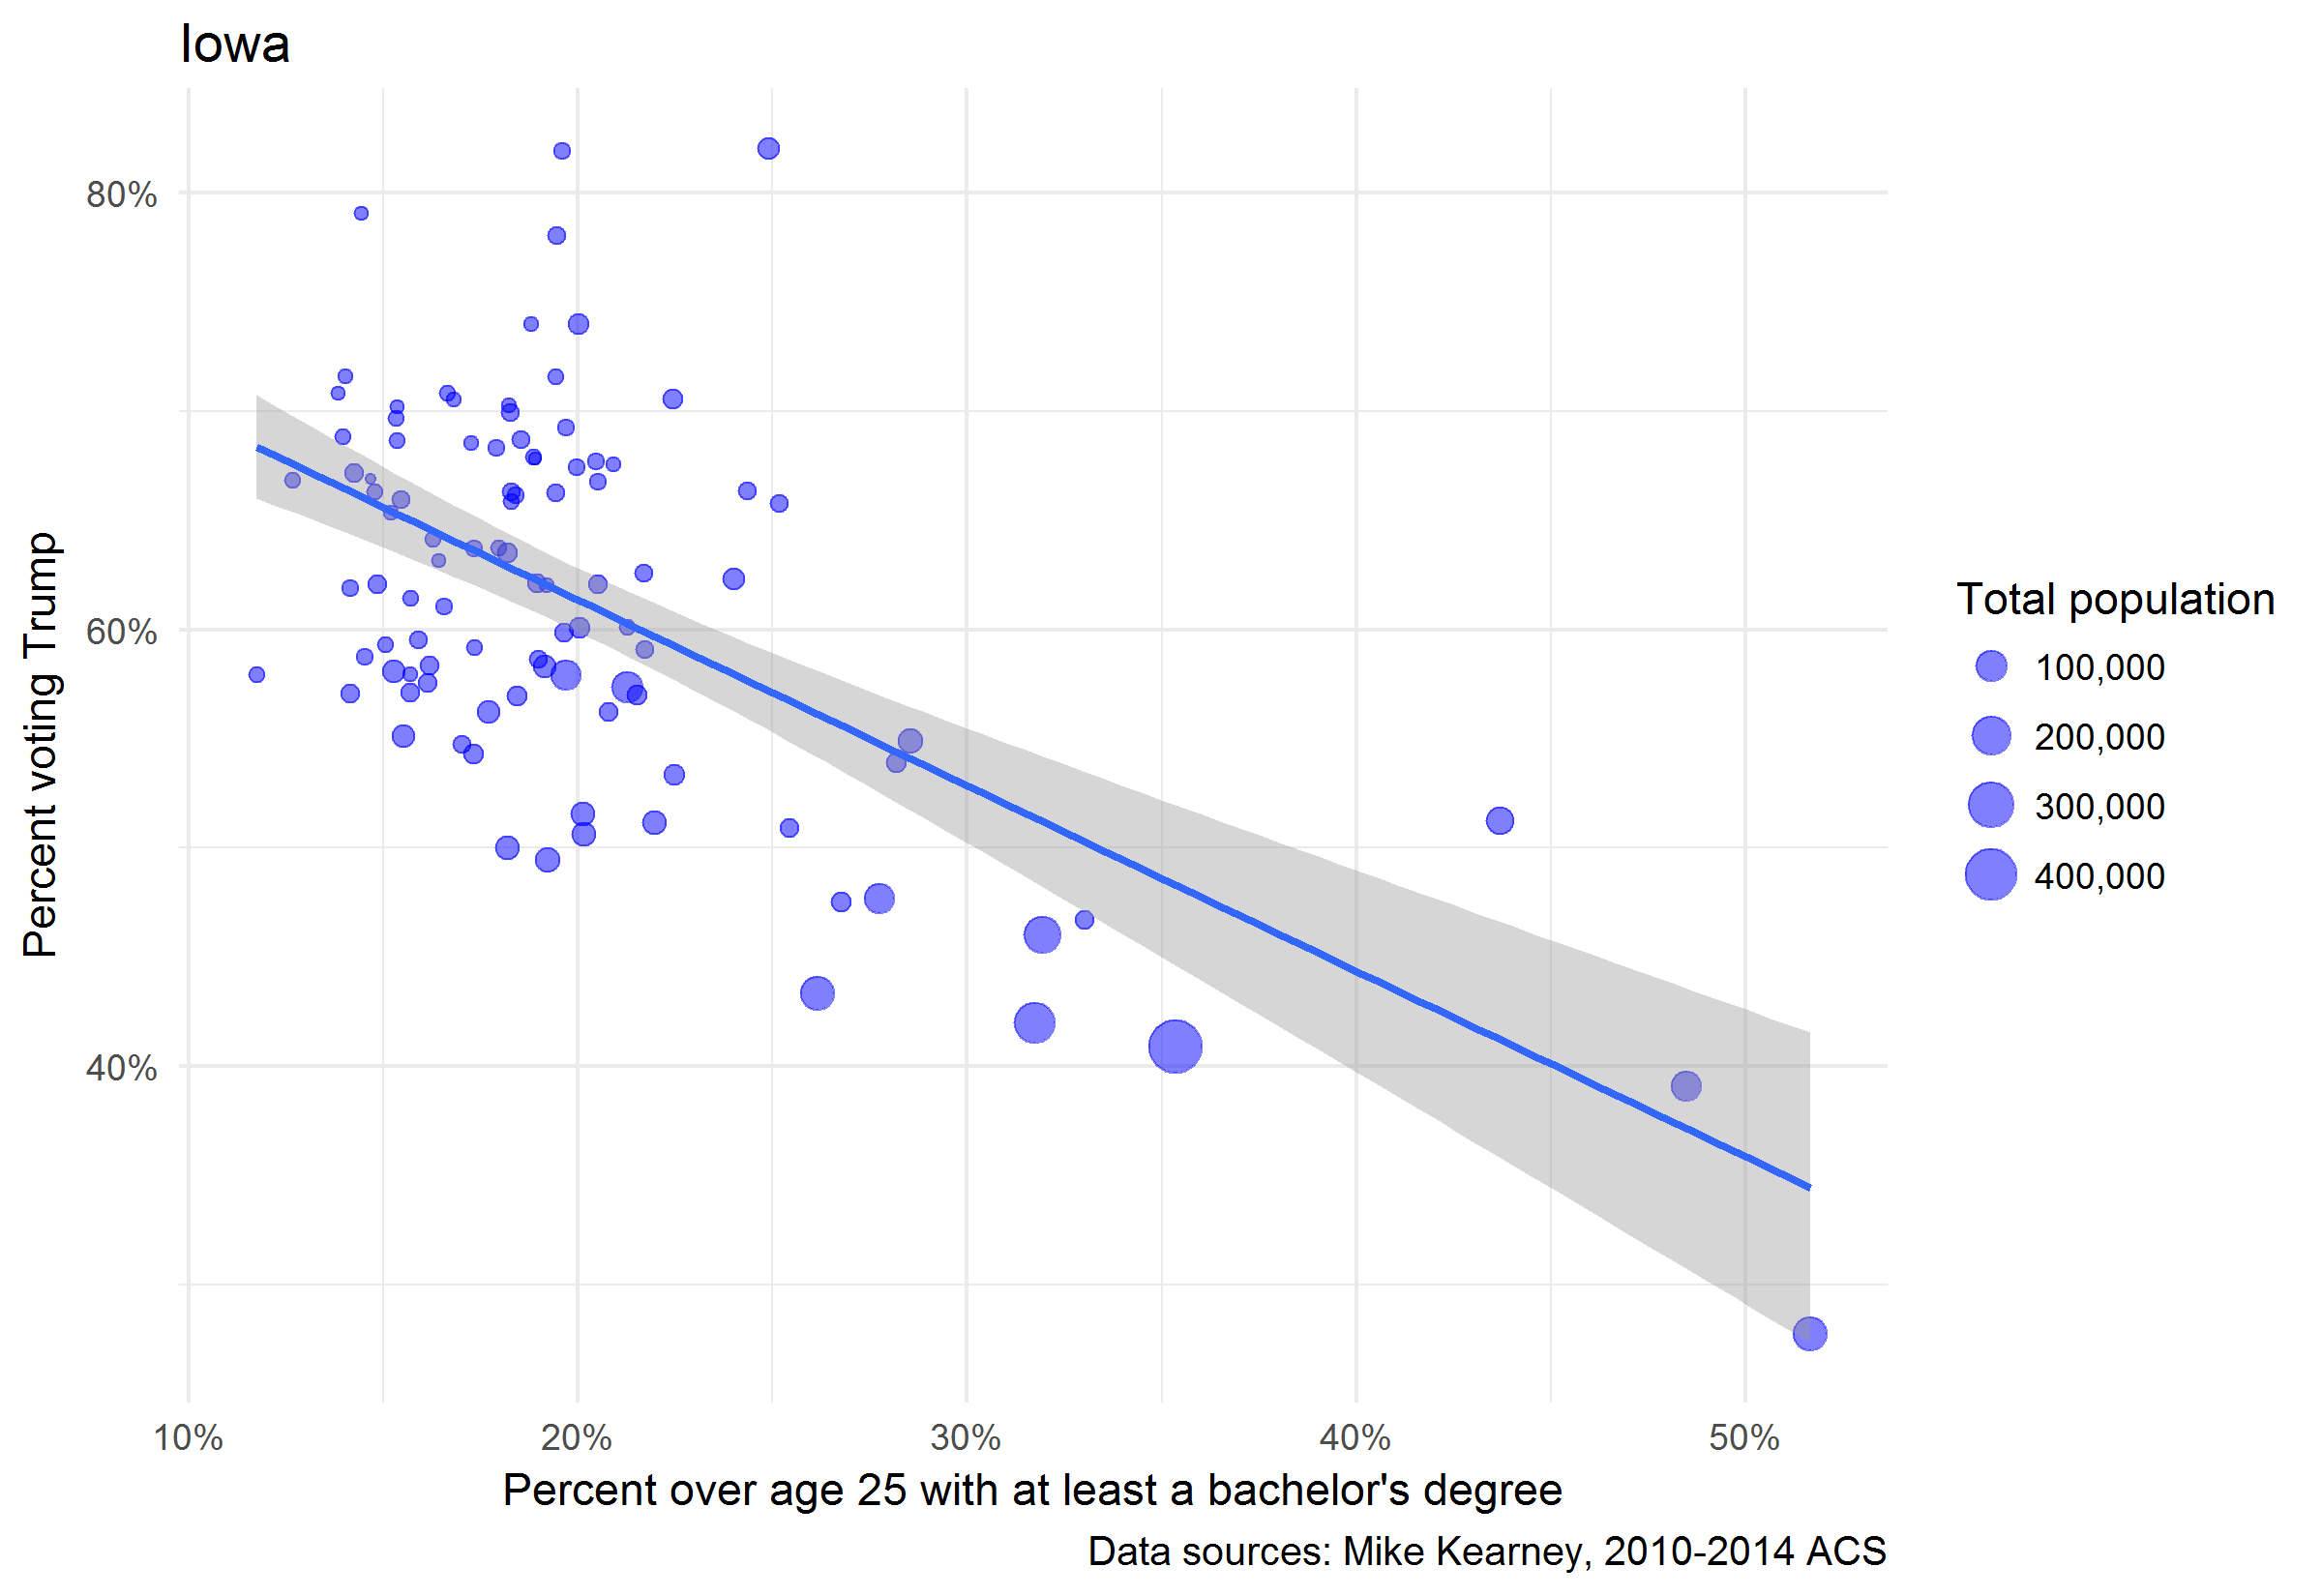 Iowa
80%
60%
40%
Percent voting Trump
10%
20%
30%
40%
50%
Percent over age 25 with at least a bachelor's degree
Data sources: Mike Kearney, 2010-2014 ACS
Total population
100,000
200,000
300,000
400,000